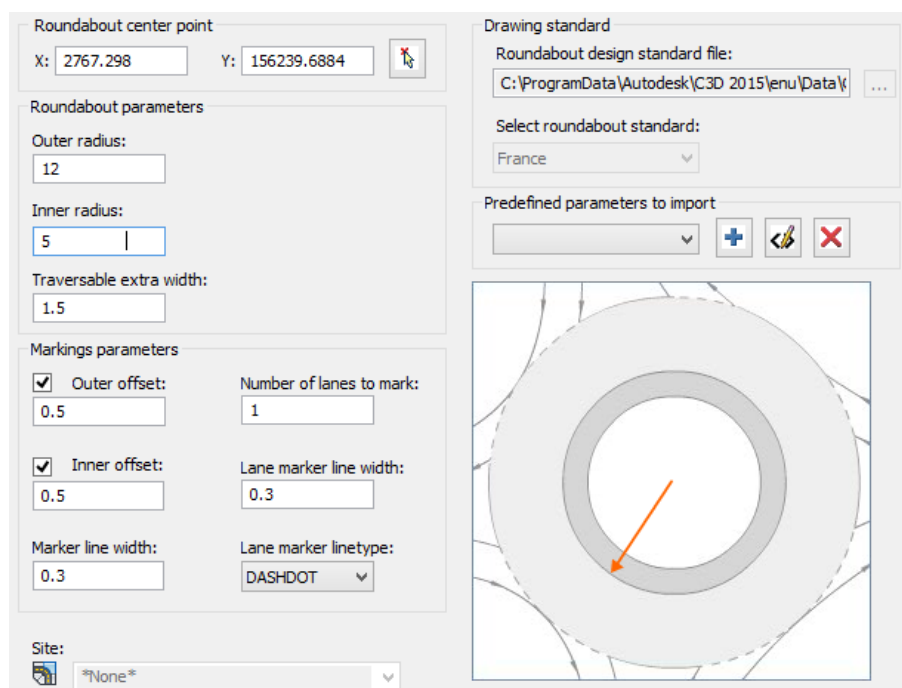 Roundabout center point
X: 2767.298 Y: 156239.6884
Roundabout parameters
Outer radius:
12
Inner radius:
5
Traversable extra width:
1.5
Markings parameters
Outer offset: Number of lanes to mark:
0.5 1
Inner offset: Lane marker line width:
0.5 0.3
Marker line width: Lane marker linetype:
0.3 DASHDOT
Site:
*None*
Drawing standard
Roundabout design standard file:
C:\ProgramData\Autodesk\C3D 2015\enu\Data\ ...
Select roundabout standard:
France
Predefined parameters to import